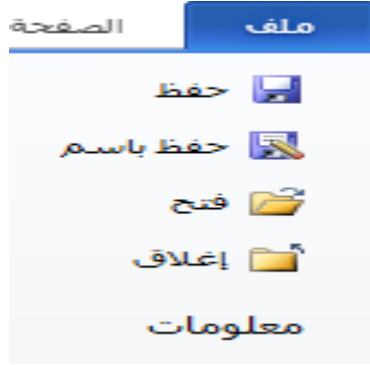 ملف الصفحة
حفظ
حفظ باسم
فتح
إغلاق
معلومات